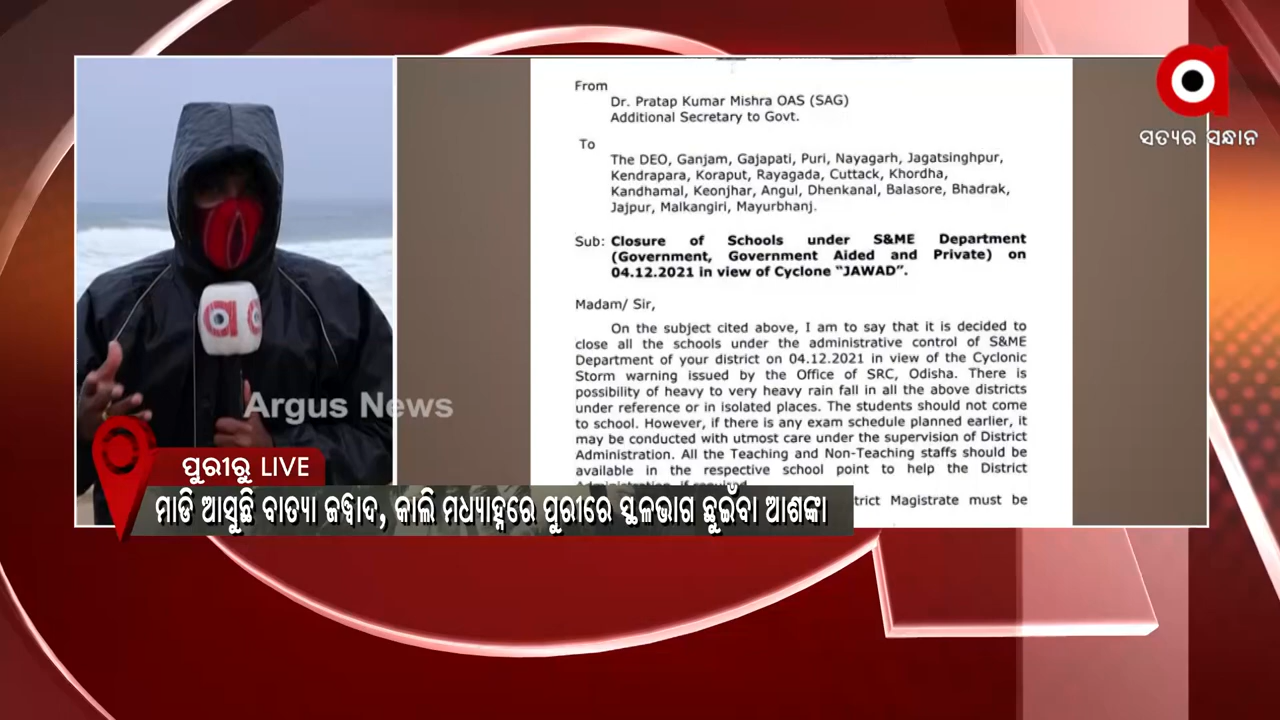 From
Dr. Pratap Kumar Mishra OAS (SAG)
Additional Secretary to Govt.
To
The DEO, Ganjam, Gajapati, Puri, Nayagarh, Jagatsinghpur,
Kendrapara, Koraput, Rayagada, Cuttack, Khordha,
Kandhamal, Keonjhar, Angul, Dhenkanal, Balasore, Bhadrak,
Jajpur, Malkangiri, Mayurbhanj.
Sub: Closure of Schools under S&ME Department
(Government, Government Aided and Private) on
04.12.2021 in view of Cyclone “JAWAD”.
Madam/ Sir,
On the subject cited above, I am to say that it is decided to
close all the schools under the administrative control of S&ME
Department of your district on 04.12.2021 in view of the Cyclonic
Storm warning issued by the Office of SRC, Odisha. There is
possibility of heavy to very heavy rain fall in all the above districts
under reference or in isolated places. The students should not come
to school. However, if there is any exam schedule planned earlier, it
may be conducted with utmost care under the supervision of District
Administration. All the Teaching and Non-Teaching staffs should be
available in the respective school point to help the District
trict Magistrate must be
ସତ୍ୟର ସନ୍ଧାନ
Argus News
ପୁରୀରୁ LIVE
ମାଡି ଆସୁଛି ବାତ୍ୟା ଜୱାଦ, କାଲି ମଧ୍ୟାହ୍ନରେ ପୁରୀରେ ସ୍ଥଳଭାଗ ଛୁଇଁବା ଆଶଙ୍କା